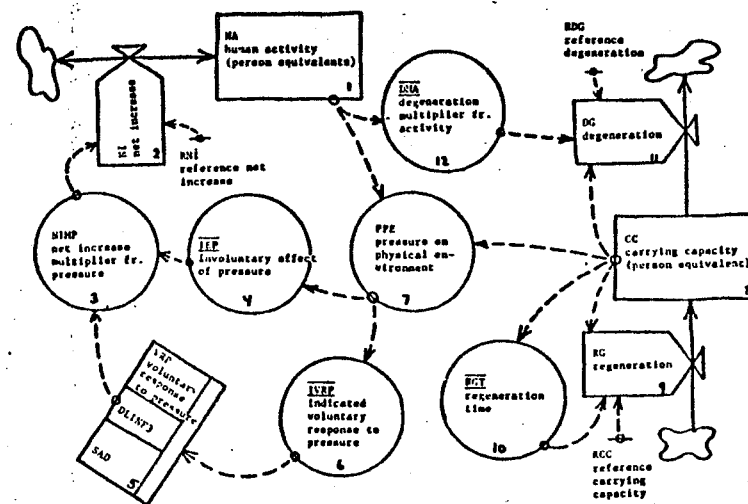 HA
human activity
(person equivalents)
1
NI
net increase
2
RNI
reference net
increase
DHA
degeneration
multiplier fr.
activity
12
RDG
reference
degeneration
DG
degeneration
11
NIMP
net increase
multiplier fr.
pressure
3
IEP
involuntary effect
of pressure
4
PPE
pressure on
physical en-
vironment
7
CC
carrying capacity
(person equivalent)
8
voluntary
response
to pressure
DLINF3
SAD
5
IVRP
indicated
voluntary
response to
pressure
6
RGT
regeneration
time
10
RG
regeneration
9
RCC
reference
carrying
capacity